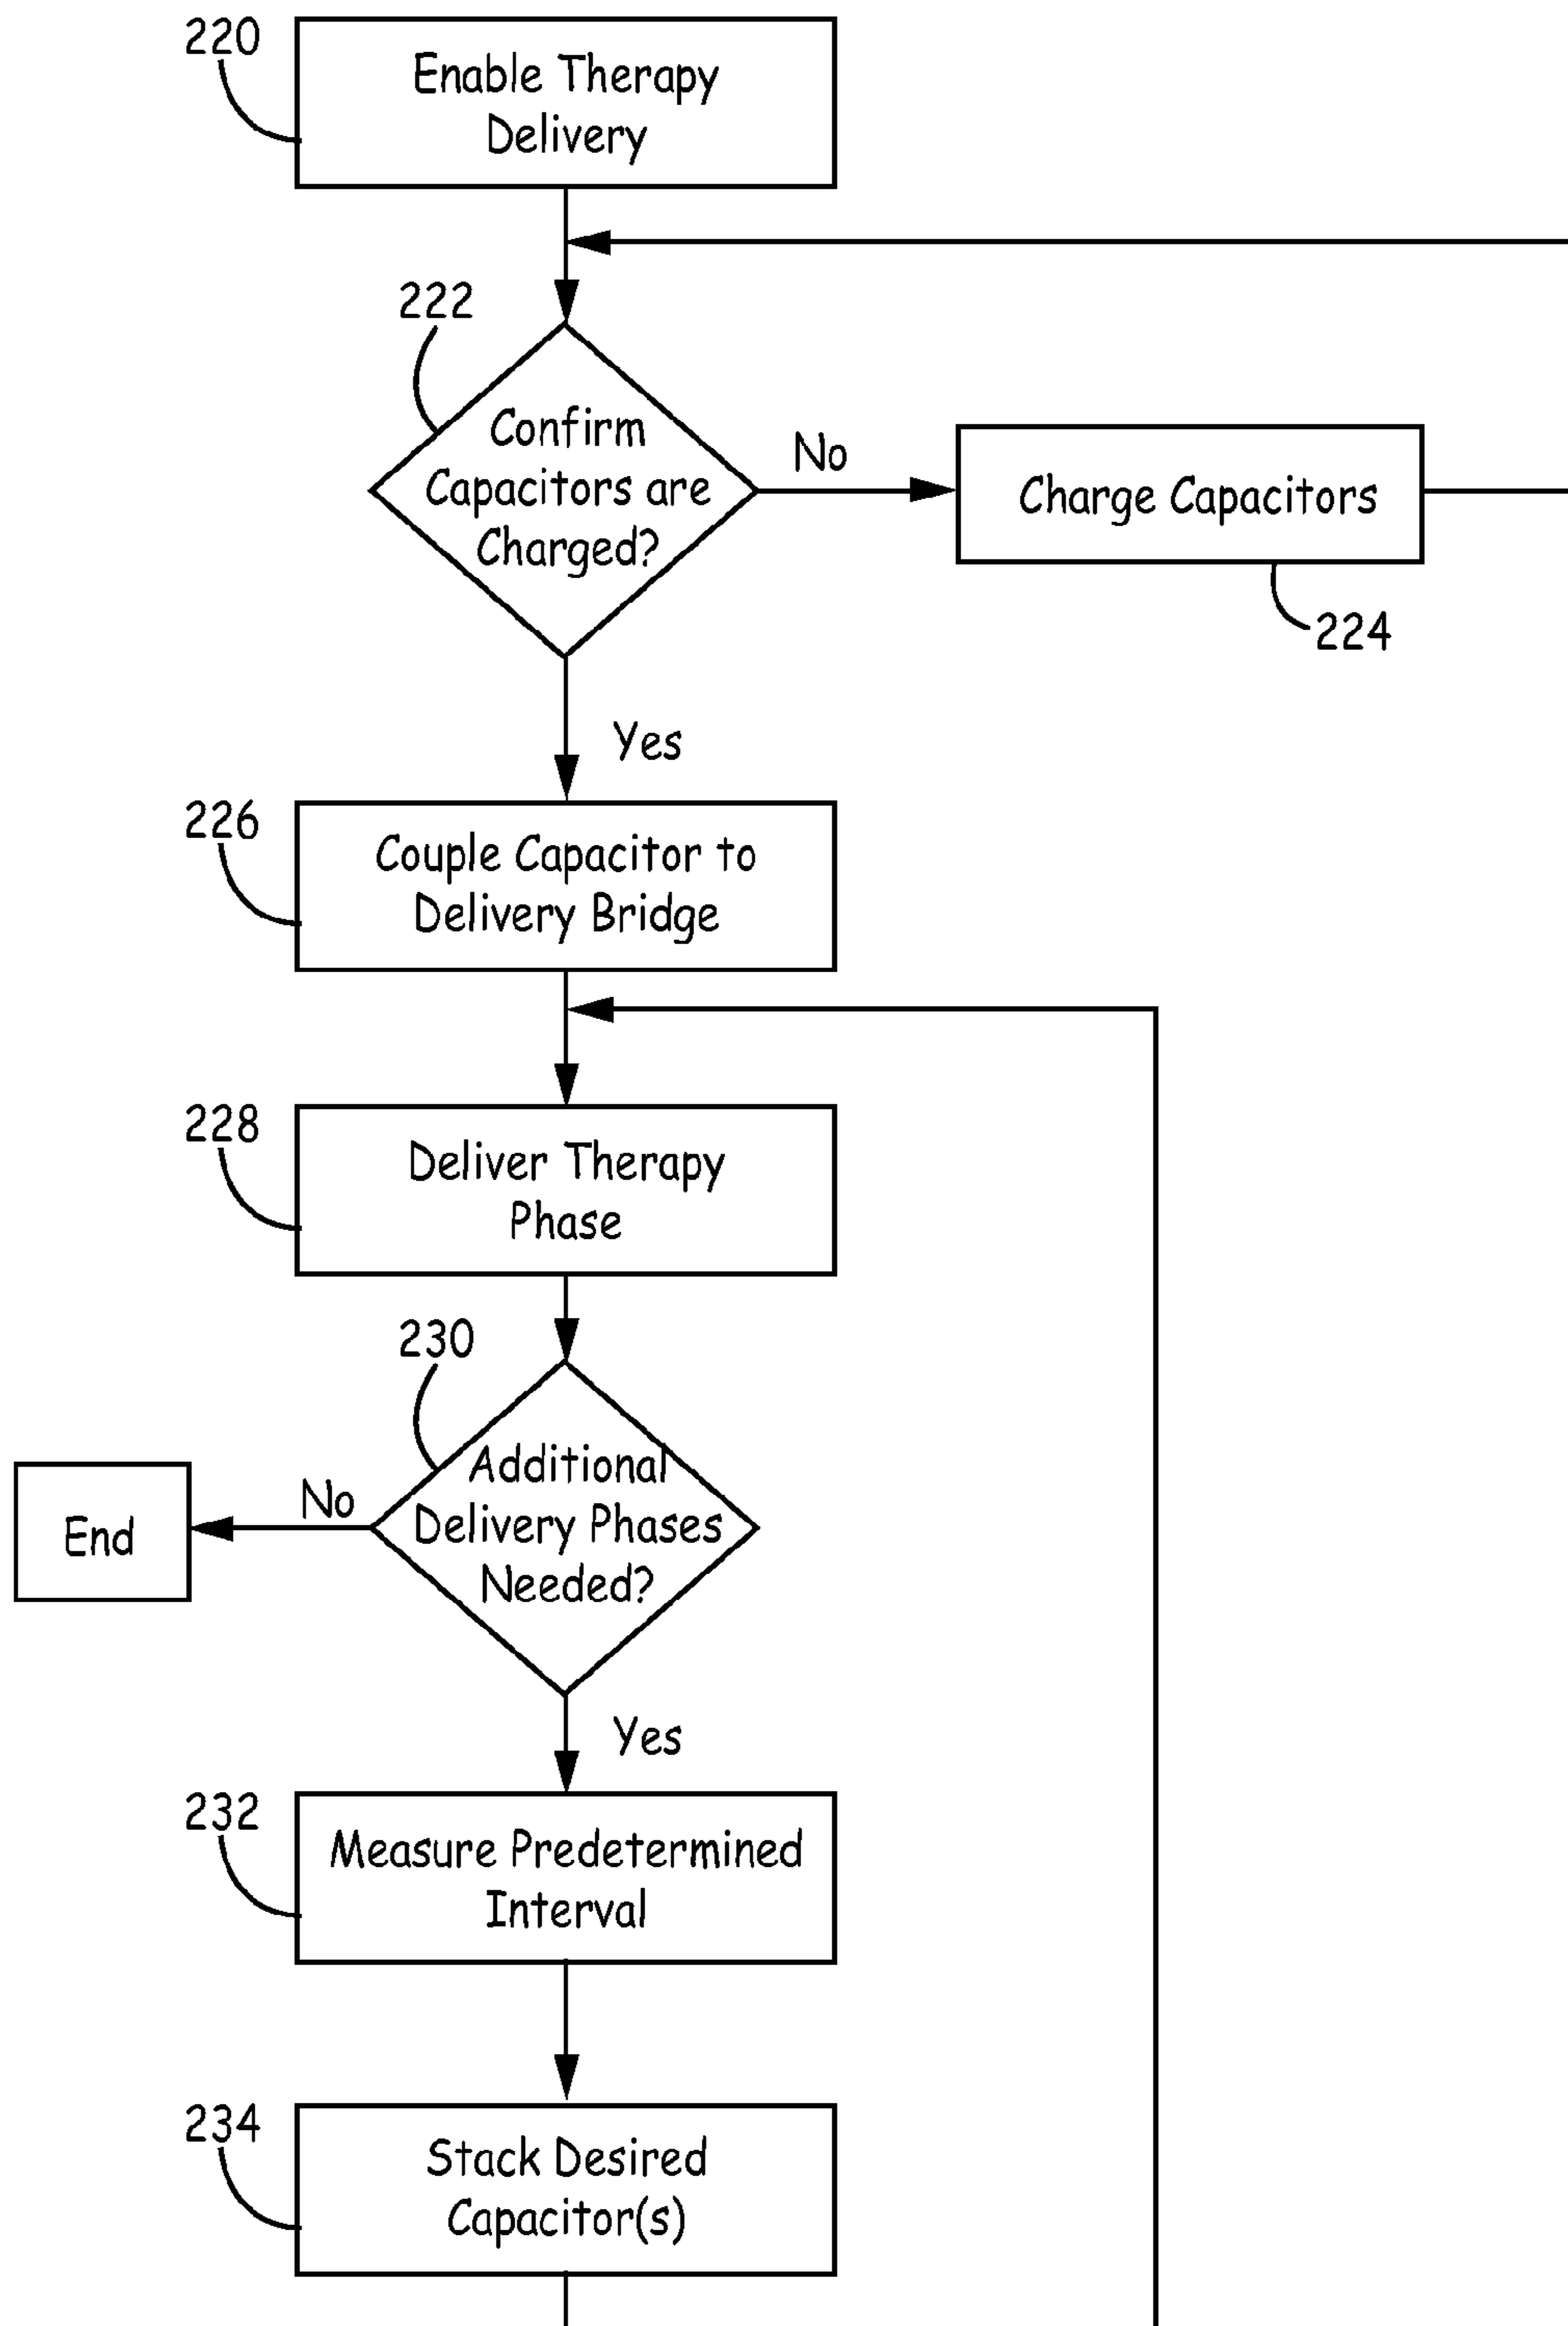 220
Enable Therapy
Delivery
222
Confirm
Capacitors are
Charged?
No
Charge Capacitors
224
Yes
226
Couple Capacitor to
Delivery Bridge
228
Deliver Therapy
Phase
230
Additional
Delivery Phases
Needed?
No
End
Yes
232
Measure Predetermined
Interval
234
Stack Desired
Capacitor(s)